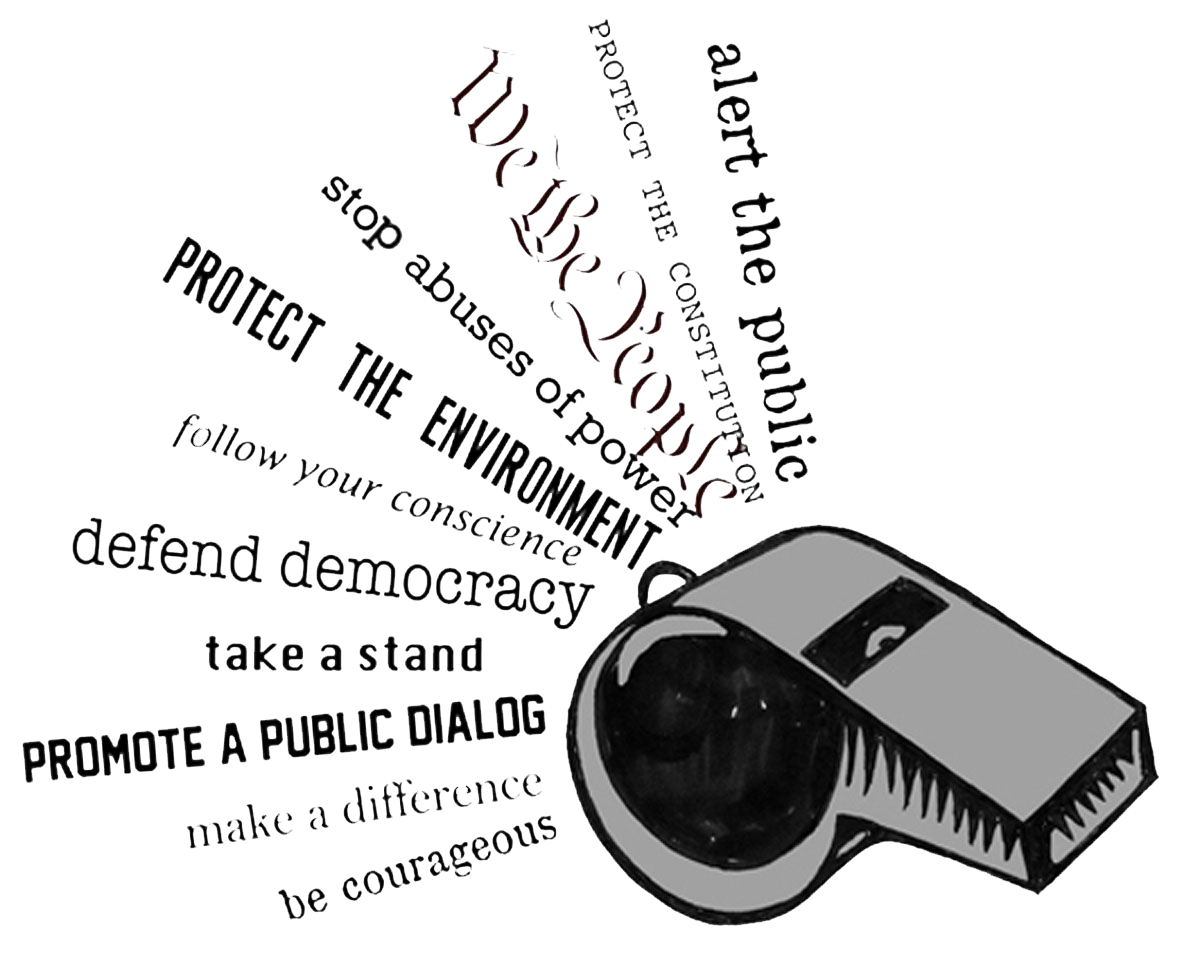 alert the public
PROTECT THE CONSTITUTION
We the People
stop abuses of power
PROTECT THE ENVIRONMENT
follow your conscience
defend democracy
take a stand
PROMOTE A PUBLIC DIALOG
make a difference
be courageous